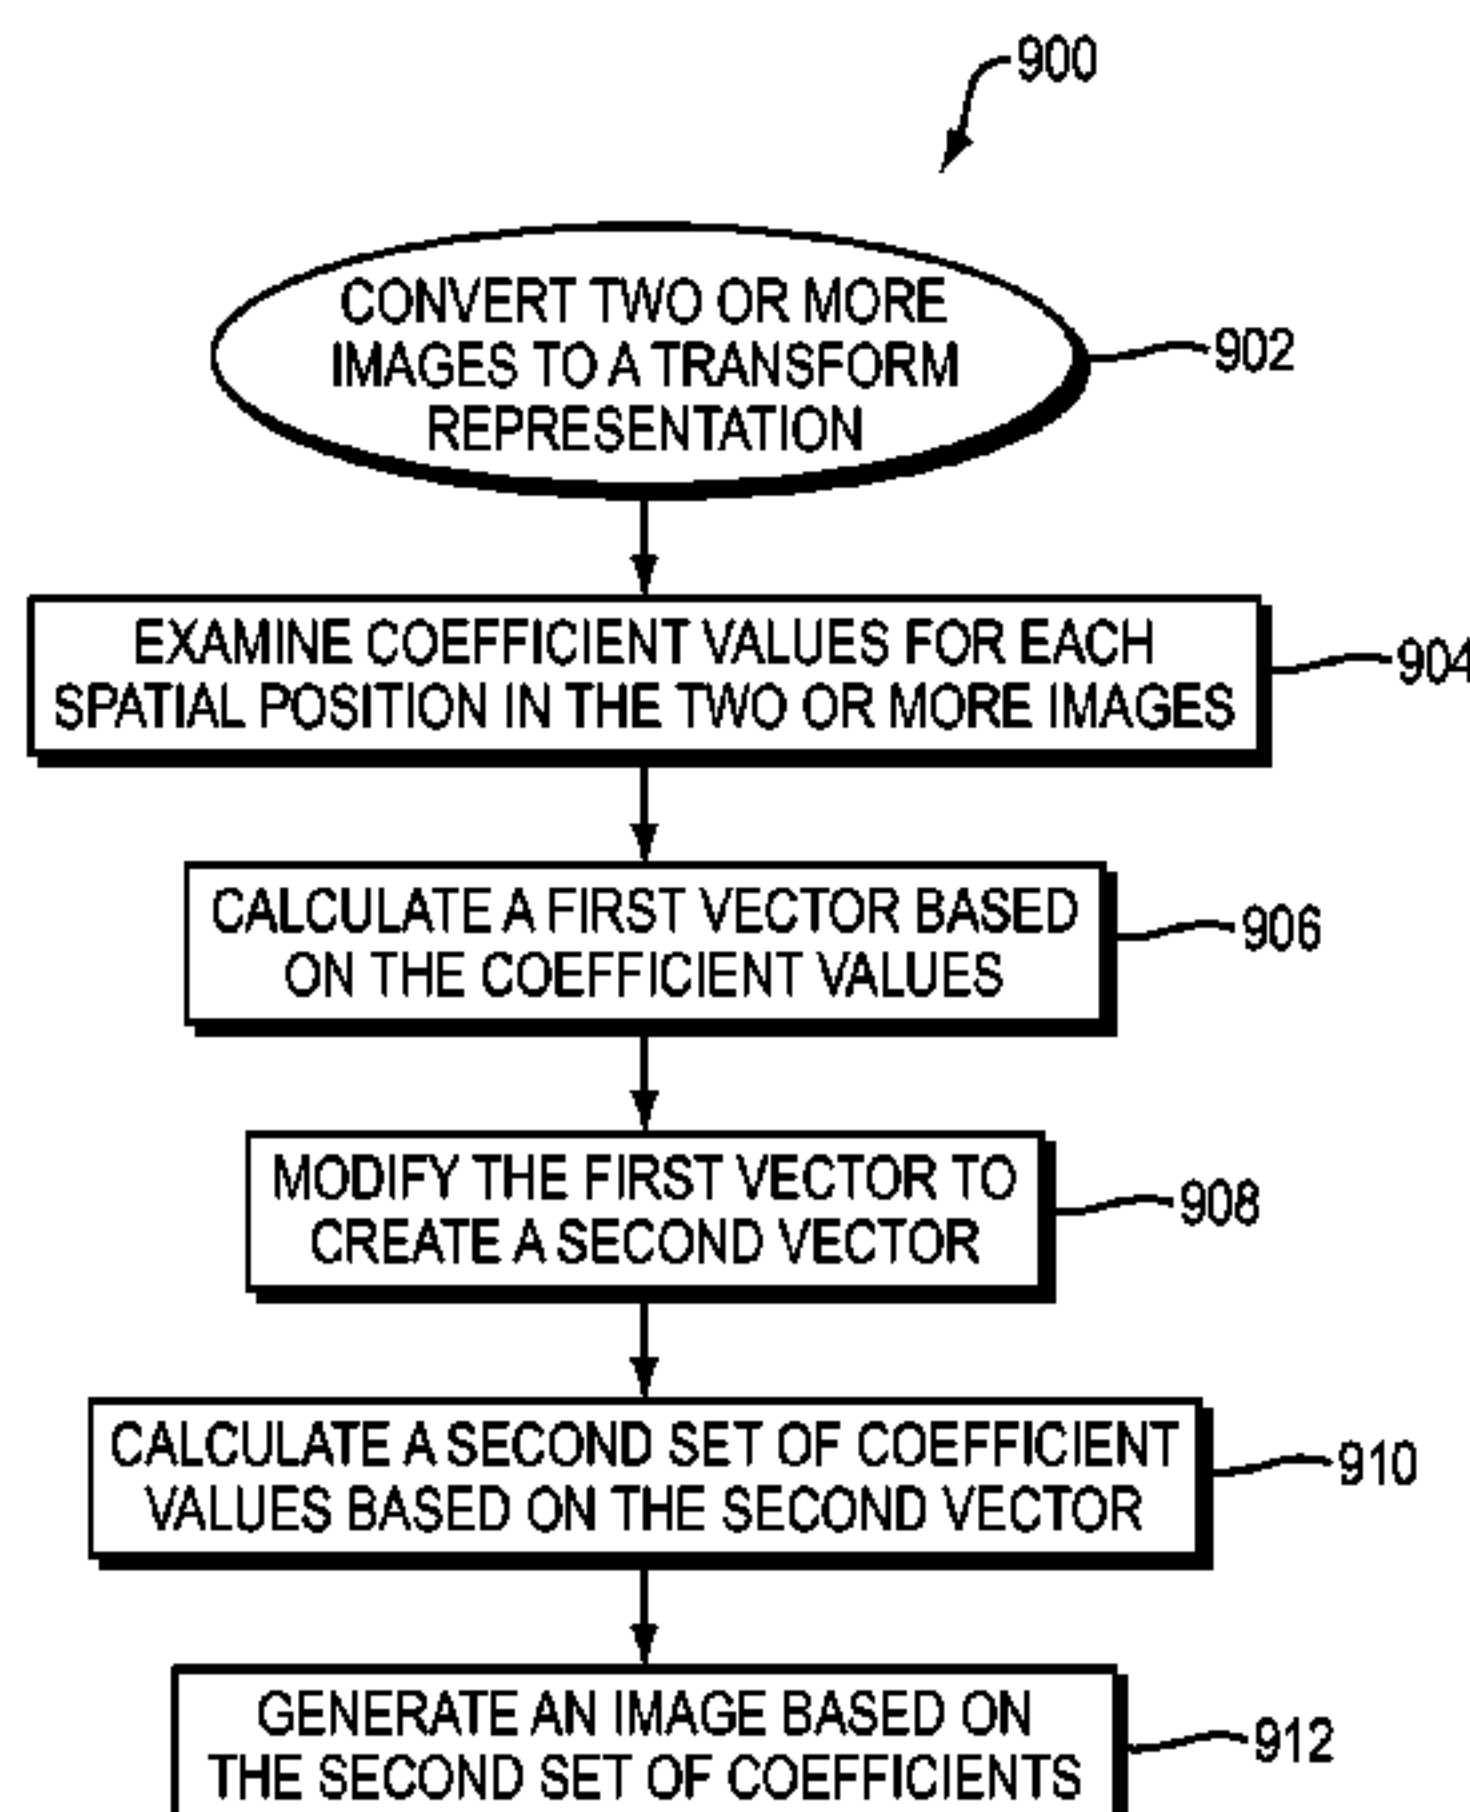 900
CONVERT TWO OR MORE
IMAGES TO A TRANSFORM
REPRESENTATION
902
EXAMINE COEFFICIENT VALUES FOR EACH
SPATIAL POSITION IN THE TWO OR MORE IMAGES
904
CALCULATE A FIRST VECTOR BASED
ON THE COEFFICIENT VALUES
906
MODIFY THE FIRST VECTOR TO
CREATE A SECOND VECTOR
908
CALCULATE A SECOND SET OF COEFFICIENT
VALUES BASED ON THE SECOND VECTOR
910
GENERATE AN IMAGE BASED ON
THE SECOND SET OF COEFFICIENTS
912